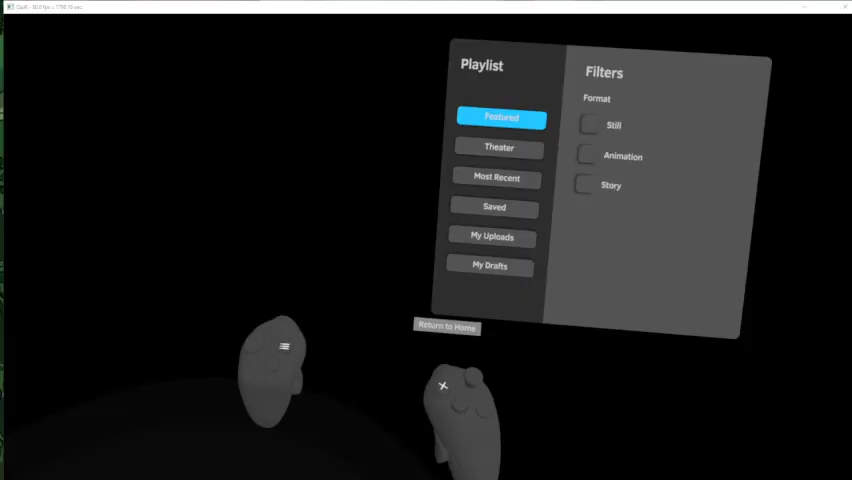 Playlist
Featured
Theater
Most Recent
Saved
My Uploads
My Drafts
Filters
Format
Still
Animation
Story
Return to Home